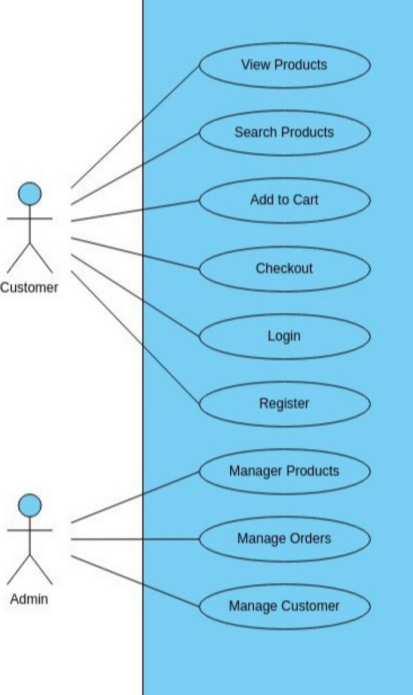 View Products
Search Products
Add to Cart
Checkout
Customer
Login
Register
Manager Products
Manage Orders
Admin
Manage Customer